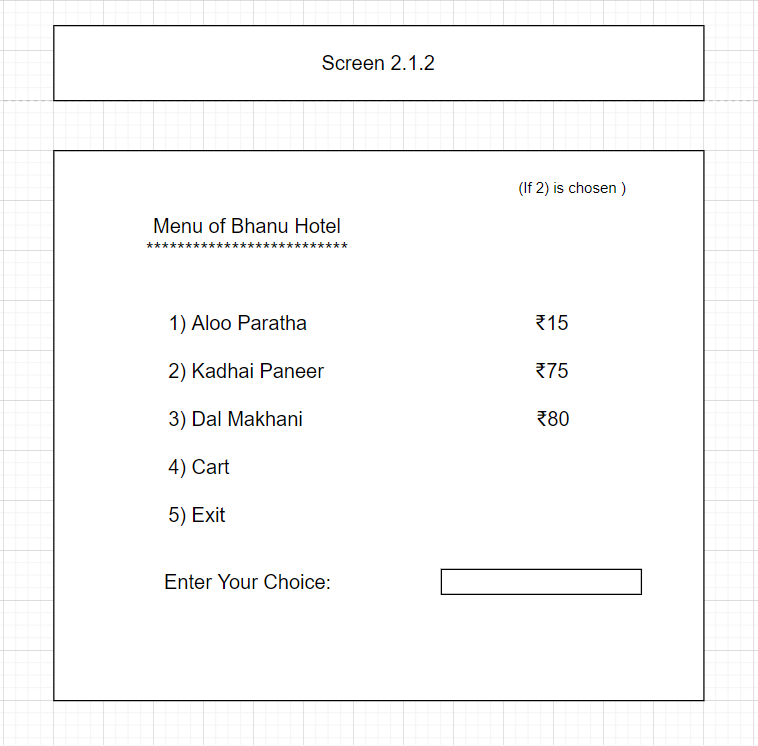 Screen 2.1.2
(If 2) is chosen )
Menu of Bhanu Hotel
**************************
1) Aloo Paratha ₹15
2) Kadhai Paneer ₹75
3) Dal Makhani ₹80
4) Cart
5) Exit
Enter Your Choice: